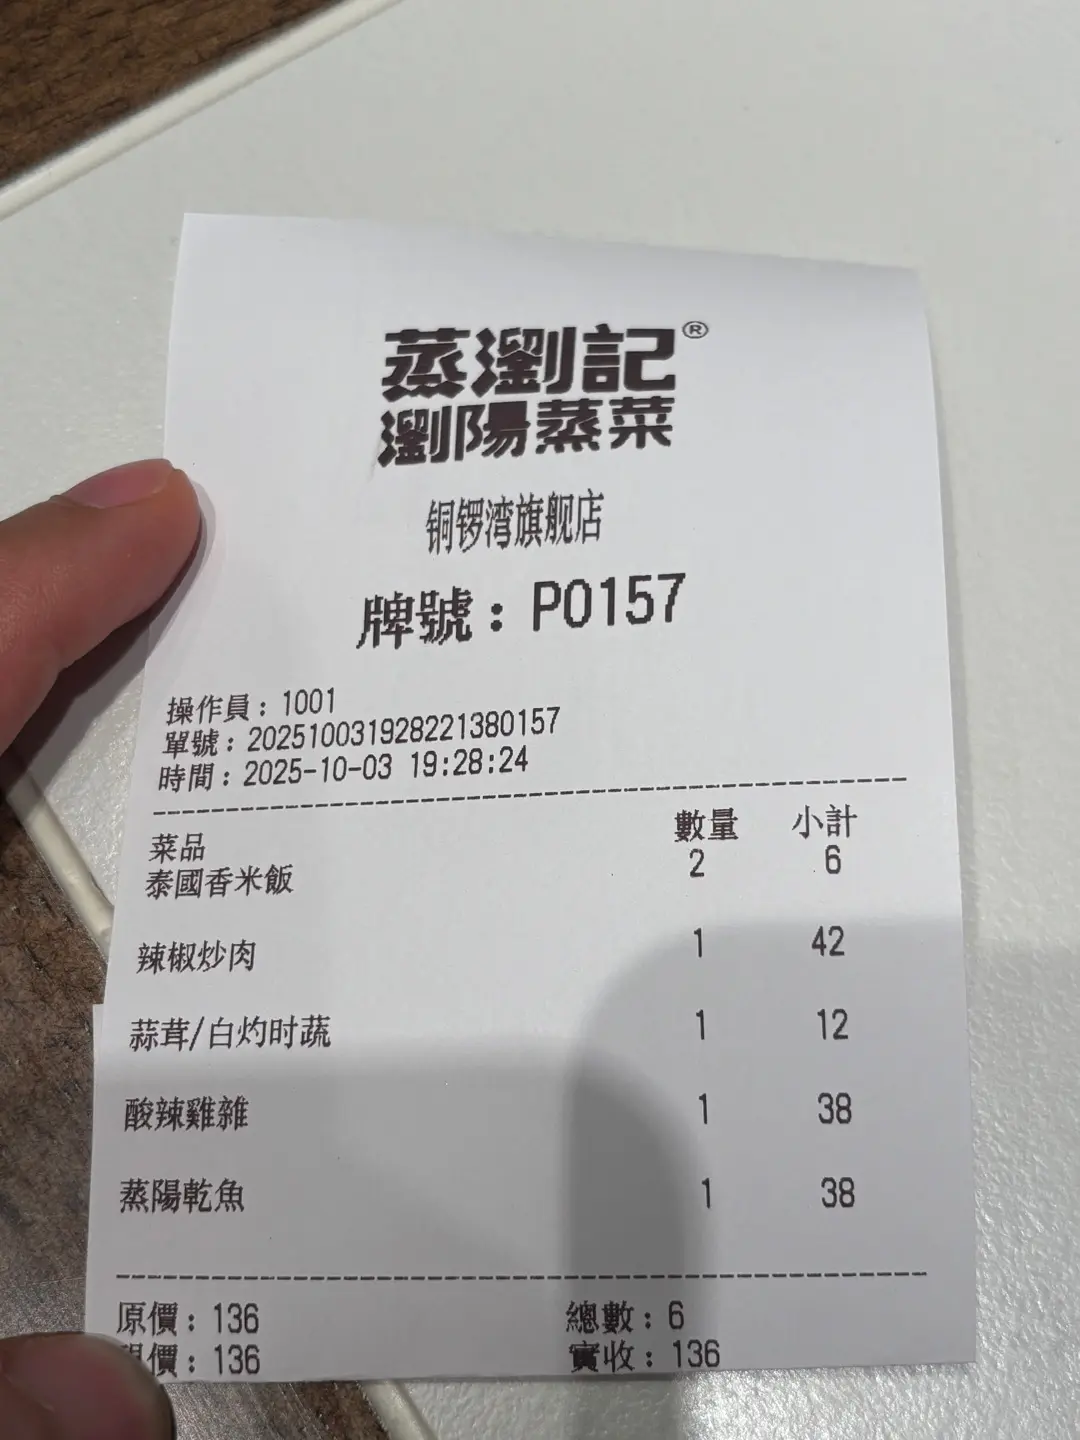 蒸瀏記®
瀏陽蒸菜
铜锣湾旗舰店
牌號：P0157
操作員：1001
單號：202510031928221380157
時間：2025-10-03 19:28:24
菜品 數量 小計
泰國香米飯 2 6
辣椒炒肉 1 42
蒜茸/白灼时蔬 1 12
酸辣雞雜 1 38
蒸陽乾魚 1 38
原價：136 總數：6
價：136 實收：136